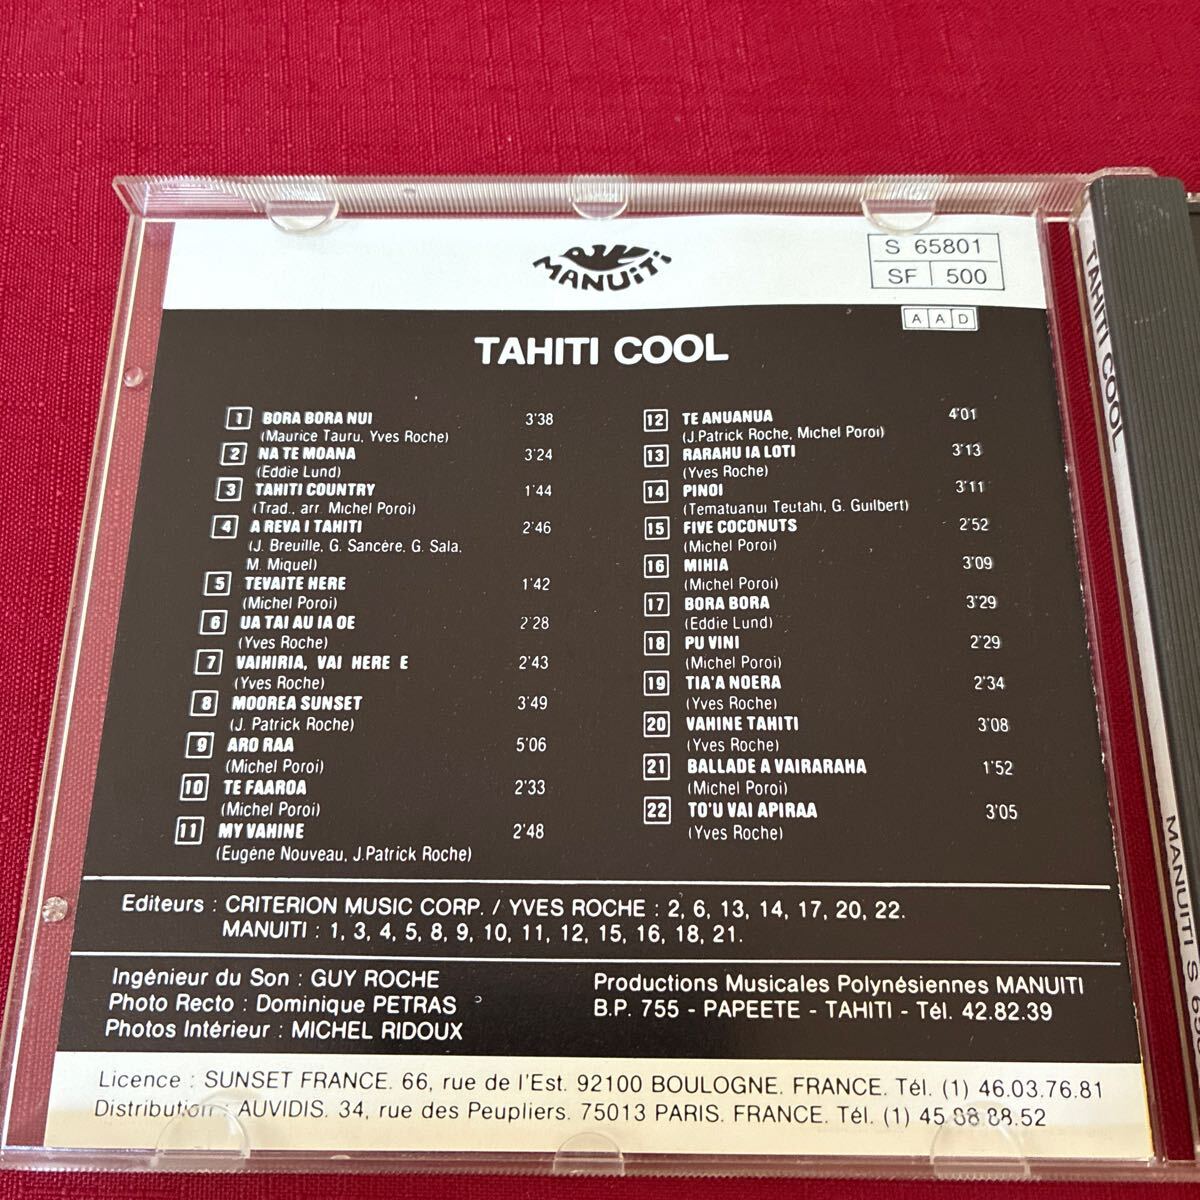 MANUiTi
S 65801
SF 500
A A D
TAHITI COOL
1 BORA BORA NUI 3'38
(Maurice Tauru, Yves Roche)
2 NA TE MOANA 3'24
(Eddie Lund)
3 TAHITI COUNTRY 1'44
(Trad., arr. Michel Poroi)
4 A REVA I TAHITI 2'46
(J. Breuille, G. Sancère, G. Sala,
M. Miquel)
5 TEVAITE HERE 1'42
(Michel Poroi)
6 UA TAI AU IA OE 2'28
(Yves Roche)
7 VAIHIRIA, VAI HERE E 2'43
(Yves Roche)
8 MOOREA SUNSET 3'49
(J. Patrick Roche)
9 ARO RAA 5'06
(Michel Poroi)
10 TE FAAROA 2'33
(Michel Poroi)
11 MY VAHINE 2'48
(Eugène Nouveau, J.Patrick Roche)
12 TE ANUANUA 4'01
(J.Patrick Roche, Michel Poroi)
13 RARAHU IA LOTI 3'13
(Yves Roche)
14 PINOI 3'11
(Tematuanui Teutahi, G. Guilbert)
15 FIVE COCONUTS 2'52
(Michel Poroi)
16 MIHIA 3'09
(Michel Poroi)
17 BORA BORA 3'29
(Eddie Lund)
18 PU VINI 2'29
(Michel Poroi)
19 TIA'A NOERA 2'34
(Yves Roche)
20 VAHINE TAHITI 3'08
(Yves Roche)
21 BALLADE A VAIRARAHA 1'52
(Michel Poroi)
22 TO'U VAI APIRAA 3'05
(Yves Roche)
Editeurs : CRITERION MUSIC CORP. / YVES ROCHE : 2, 6, 13, 14, 17, 20, 22.
MANUITI : 1, 3, 4, 5, 8, 9, 10, 11, 12, 15, 16, 18, 21.
Ingénieur du Son : GUY ROCHE
Photo Recto : Dominique PETRAS
Photos Intérieur : MICHEL RIDOUX
Productions Musicales Polynésiennes MANUITI
B.P. 755 - PAPEETE - TAHITI - Tél. 42.82.39
Licence : SUNSET FRANCE. 66, rue de l'Est. 92100 BOULOGNE. FRANCE. Tél. (1) 46.03.76.81
Distribution : AUVIDIS. 34, rue des Peupliers. 75013 PARIS. FRANCE. Tél. (1) 45.88.88.52
TAHITI COOL
MANUITI S